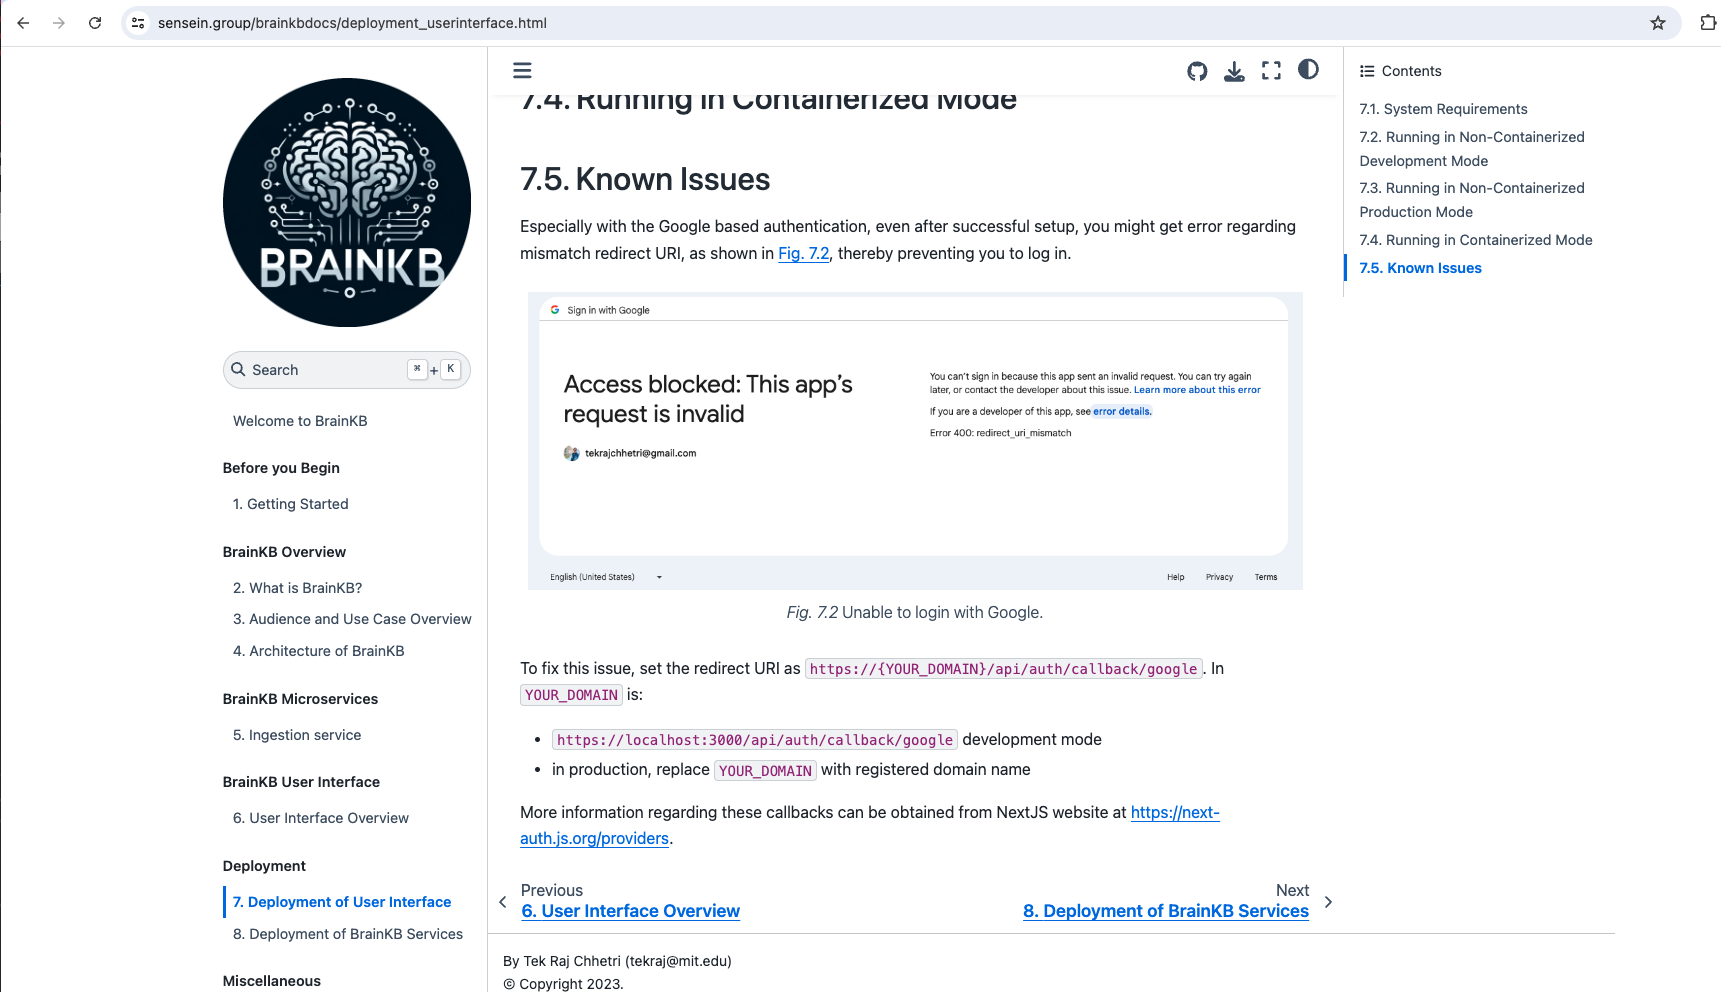 sensein.group/brainkbdocs/deployment_userinterface.html
BRAINKB
Search
⌘ + K
Welcome to BrainKB
Before you Begin
1. Getting Started
BrainKB Overview
2. What is BrainKB?
3. Audience and Use Case Overview
4. Architecture of BrainKB
BrainKB Microservices
5. Ingestion service
BrainKB User Interface
6. User Interface Overview
Deployment
7. Deployment of User Interface
8. Deployment of BrainKB Services
Miscellaneous
7.4. Running in Containerized Mode
7.5. Known Issues
Especially with the Google based authentication, even after successful setup, you might get error regarding
mismatch redirect URI, as shown in Fig. 7.2, thereby preventing you to log in.
Sign in with Google
Access blocked: This app’s
request is invalid
tekrajchhetri@gmail.com
You can’t sign in because this app sent an invalid request. You can try again
later, or contact the developer about this issue. Learn more about this error
If you are a developer of this app, see error details.
Error 400: redirect_uri_mismatch
English (United States)
Help Privacy Terms
Fig. 7.2 Unable to login with Google.
To fix this issue, set the redirect URI as https://{YOUR_DOMAIN}/api/auth/callback/google. In
YOUR_DOMAIN is:
• https://localhost:3000/api/auth/callback/google development mode
• in production, replace YOUR_DOMAIN with registered domain name
More information regarding these callbacks can be obtained from NextJS website at https://next-
auth.js.org/providers.
Previous
6. User Interface Overview
Next
8. Deployment of BrainKB Services
By Tek Raj Chhetri (tekraj@mit.edu)
© Copyright 2023.
Contents
7.1. System Requirements
7.2. Running in Non-Containerized
Development Mode
7.3. Running in Non-Containerized
Production Mode
7.4. Running in Containerized Mode
7.5. Known Issues